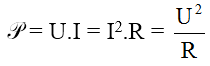 𝒫 = U.I = I².R = U²/R